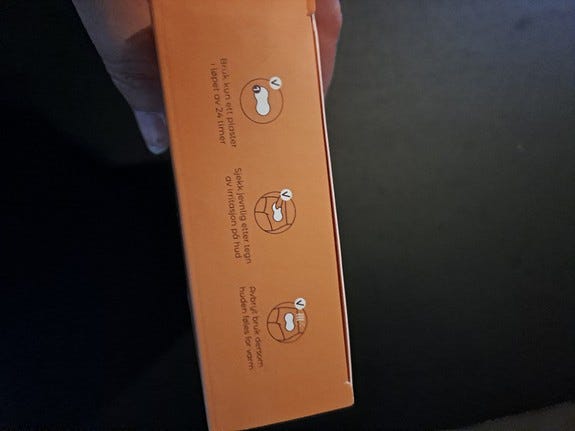 Bruk kun ett plaster
i løpet av 24 timer
Sjekk jevnlig etter tegn
av irritasjon på hud
Avbryt bruk dersom
huden føles for varm